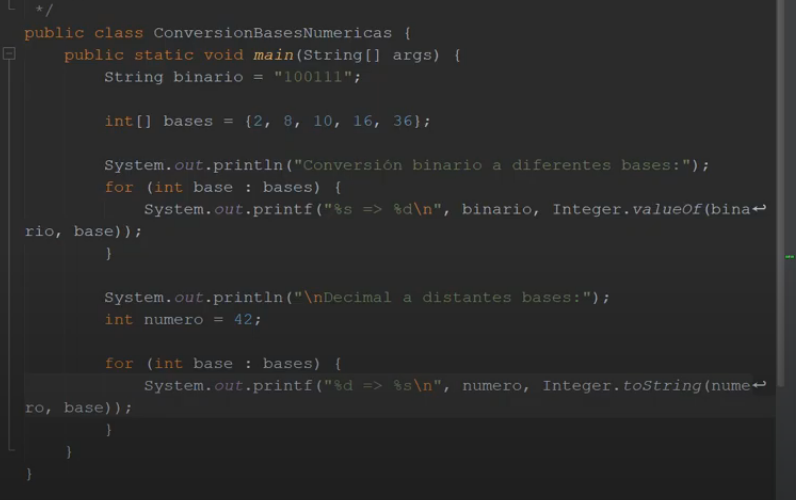 */
public class ConversionBasesNumericas {
    public static void main(String[] args) {
        String binario = "100111";
        int[] bases = {2, 8, 10, 16, 36};
        System.out.println("Conversión binario a diferentes bases:");
        for (int base : bases) {
            System.out.printf("%s => %d\n", binario, Integer.valueOf(bina
rio, base));
        }
        System.out.println("\nDecimal a distantes bases:");
        int numero = 42;
        for (int base : bases) {
            System.out.printf("%d => %s\n", numero, Integer.toString(nume
ro, base));
        }
    }
}